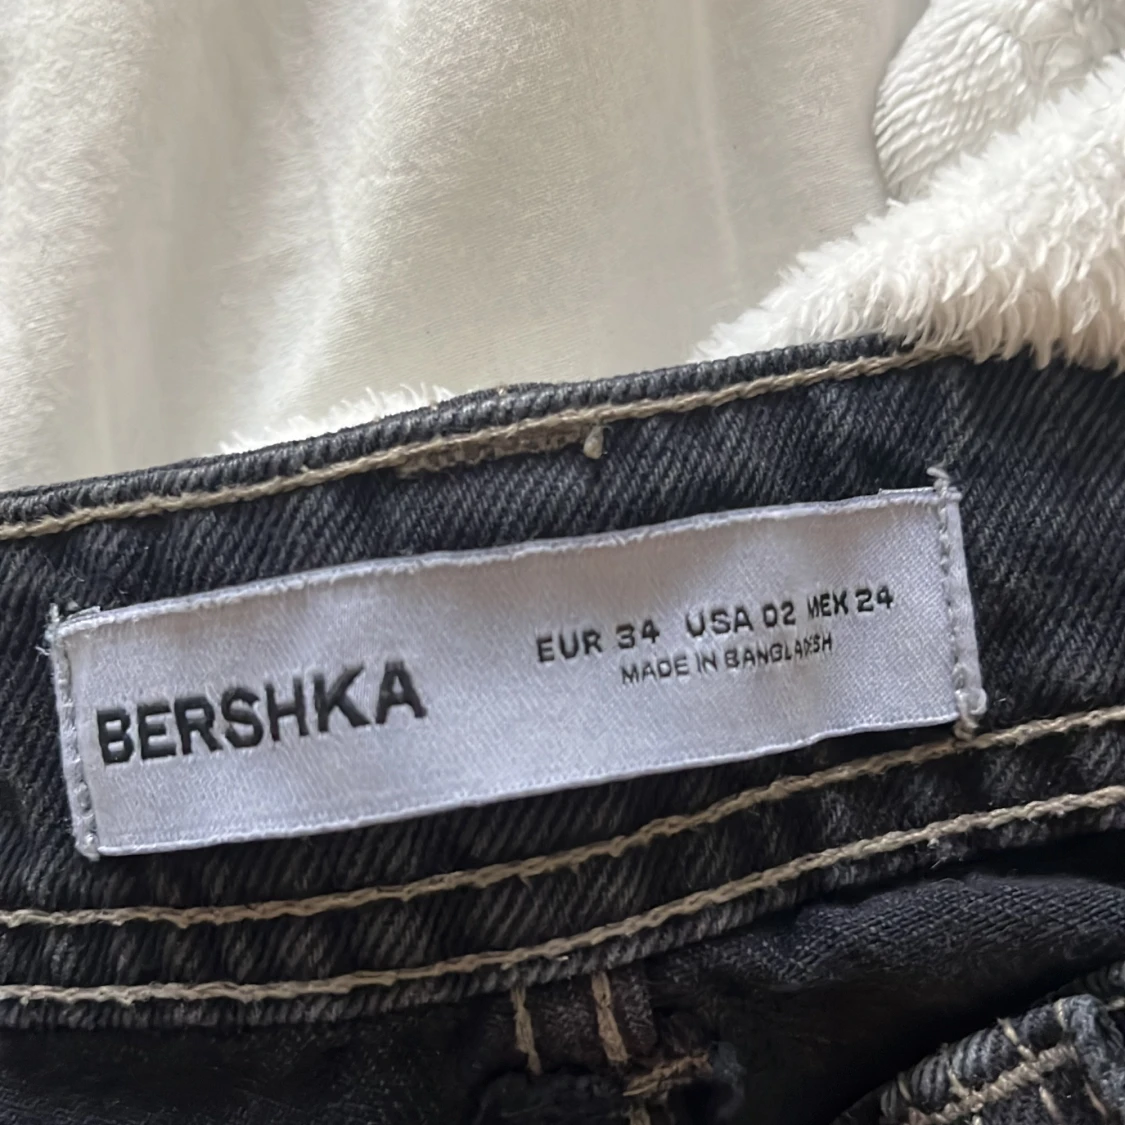 BERSHKA
EUR 34 USA 02 MEX 24
MADE IN BANGLADESH